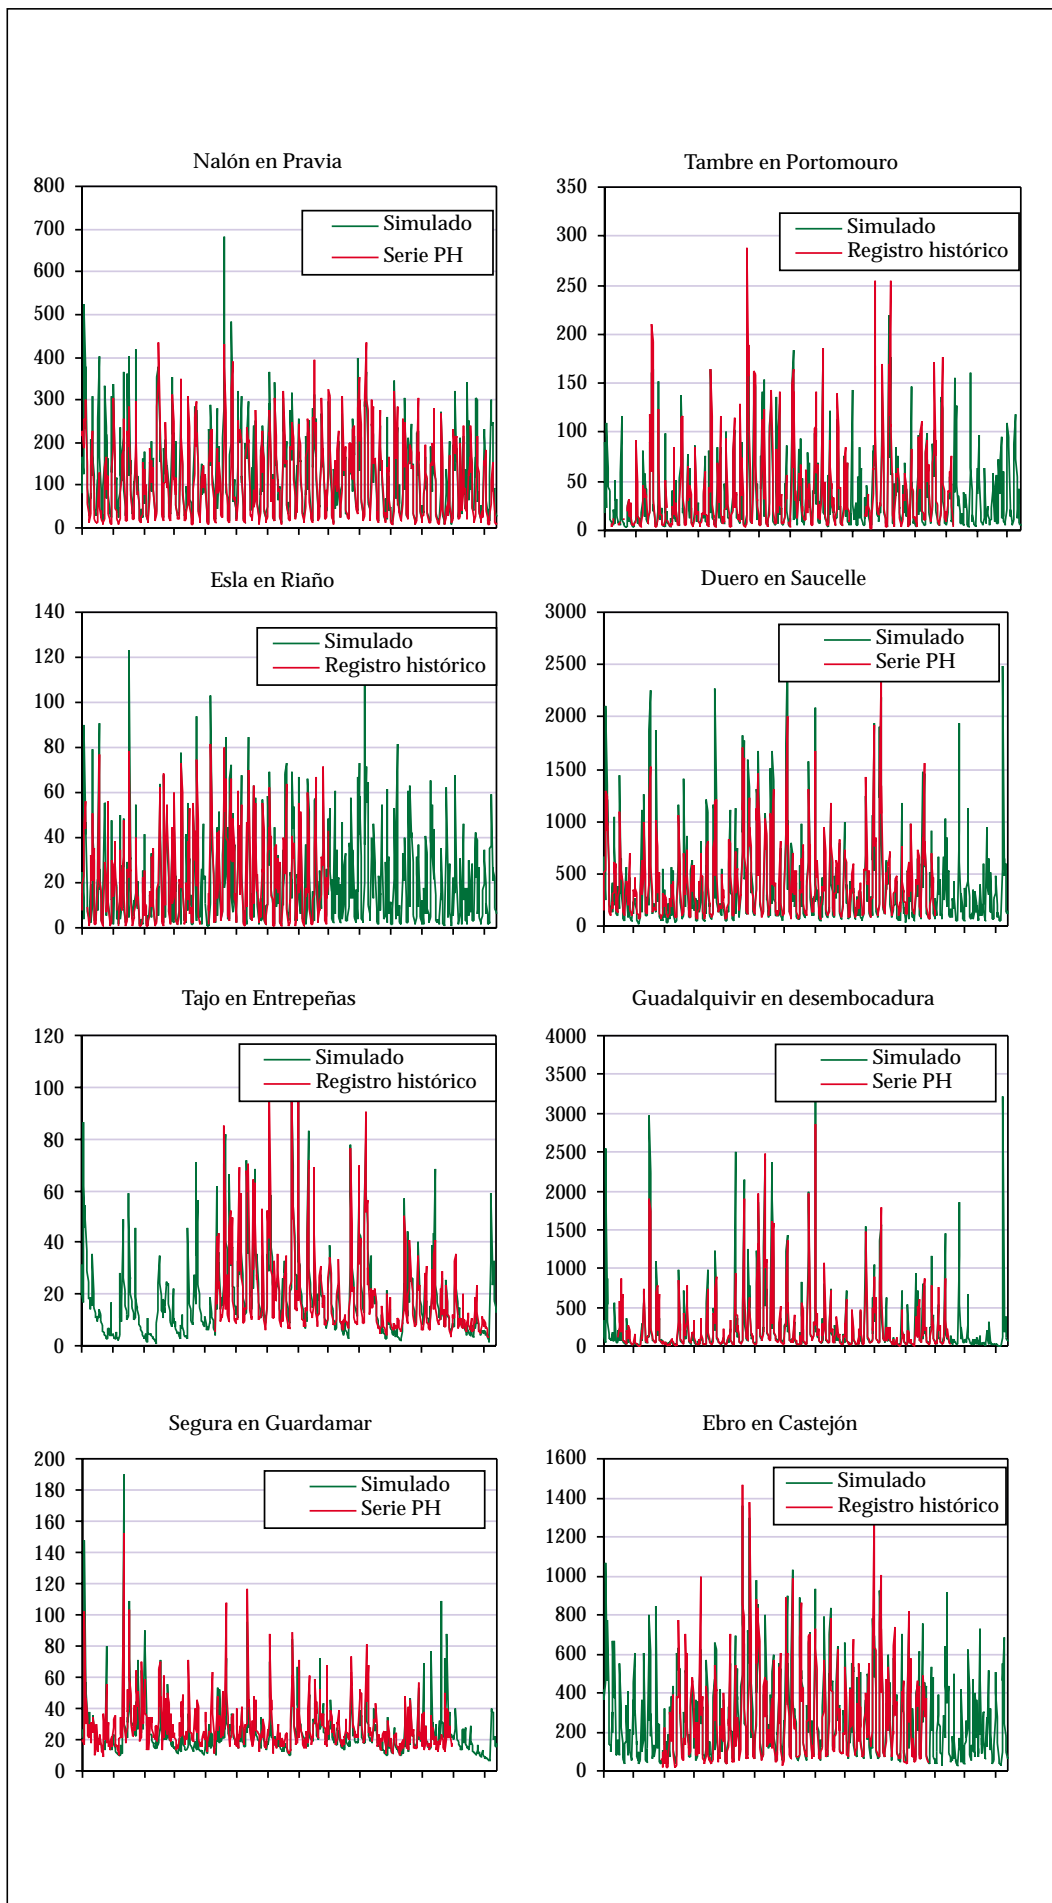 Nalón en Pravia
800
700
600
500
400
300
200
100
0
Simulado
Serie PH
Tambre en Portomouro
350
300
250
200
150
100
50
0
Simulado
Registro histórico
Esla en Riaño
140
120
100
80
60
40
20
0
Simulado
Registro histórico
Duero en Saucelle
3000
2500
2000
1500
1000
500
0
Simulado
Serie PH
Tajo en Entrepeñas
120
100
80
60
40
20
0
Simulado
Registro histórico
Guadalquivir en desembocadura
4000
3500
3000
2500
2000
1500
1000
500
0
Simulado
Serie PH
Segura en Guardamar
200
180
160
140
120
100
80
60
40
20
0
Simulado
Serie PH
Ebro en Castejón
1600
1400
1200
1000
800
600
400
200
0
Simulado
Registro histórico